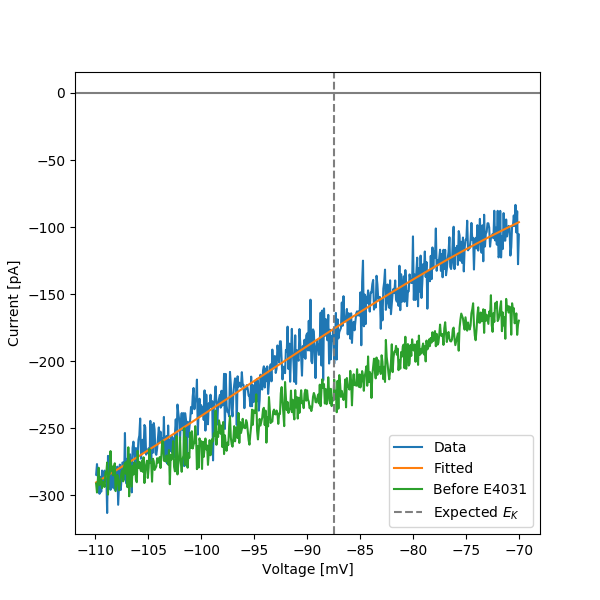 0
−50
−100
−150
−200
−250
−300
Current [pA]
−110
−105
−100
−95
−90
−85
−80
−75
−70
Voltage [mV]
Data
Fitted
Before E4031
Expected E_K